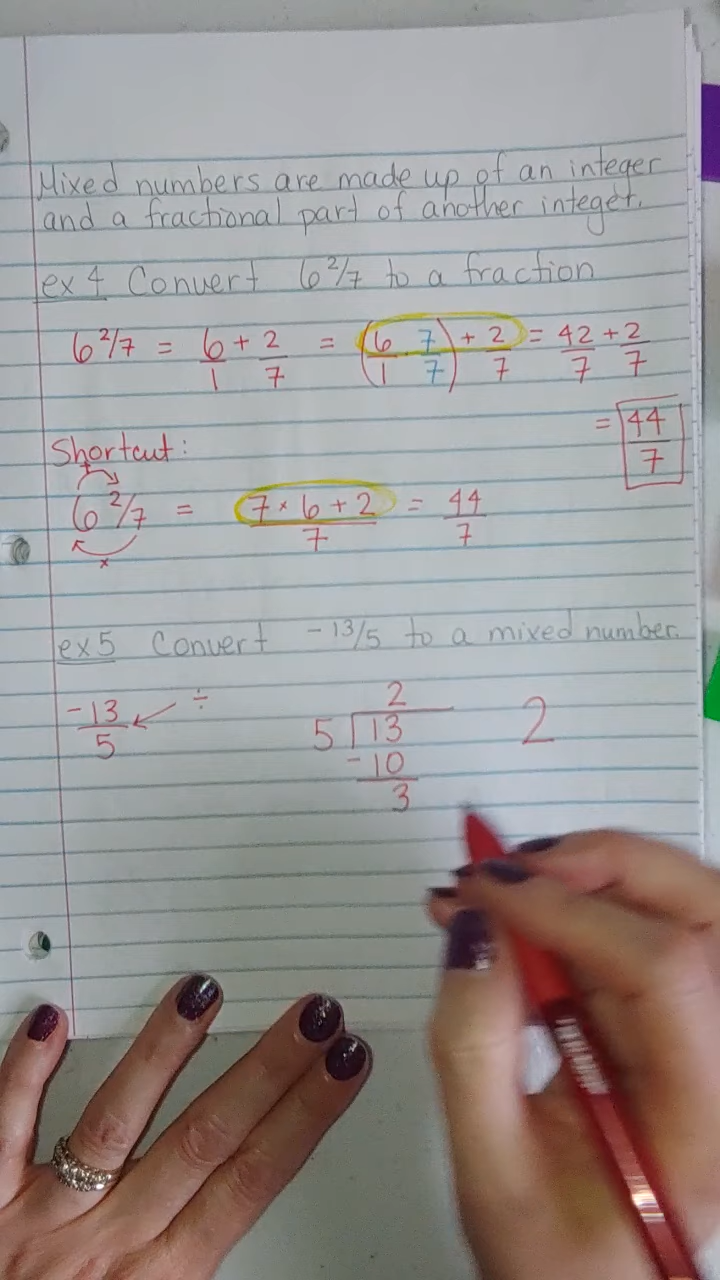 Mixed numbers are made up of an integer
and a fractional part of another integer.
ex 4 Convert 6 2/7 to a fraction
6 2/7 = 6/1 + 2/7 = (6/1 7/7) + 2/7 = 42/7 + 2/7
= 44/7
Shortcut:
+
6 2/7 = 7 × 6 + 2/7 = 44/7
×
ex 5 Convert - 13/5 to a mixed number.
-13/5 ÷
2
5 13 2
-10
3